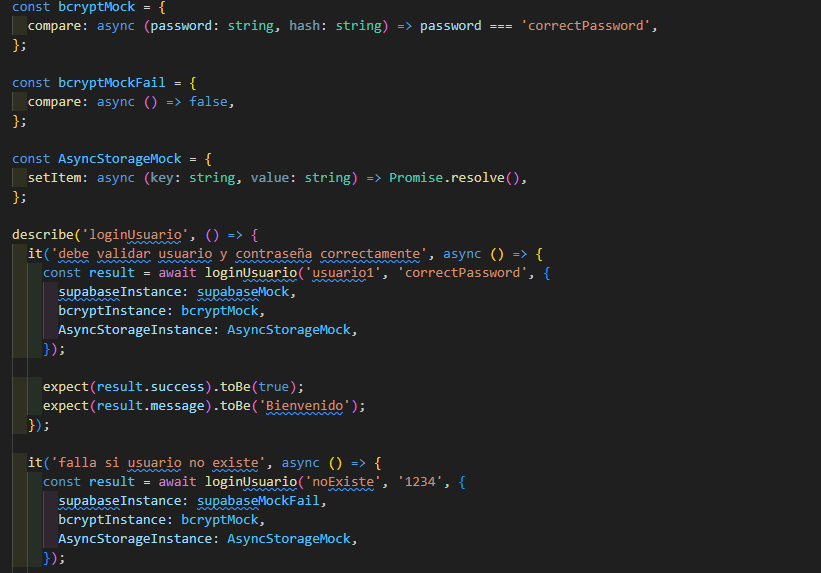 const bcryptMock = {
  compare: async (password: string, hash: string) => password === 'correctPassword',
};

const bcryptMockFail = {
  compare: async () => false,
};

const AsyncStorageMock = {
  setItem: async (key: string, value: string) => Promise.resolve(),
};

describe('loginUsuario', () => {
  it('debe validar usuario y contraseña correctamente', async () => {
    const result = await loginUsuario('usuario1', 'correctPassword', {
      supabaseInstance: supabaseMock,
      bcryptInstance: bcryptMock,
      AsyncStorageInstance: AsyncStorageMock,
    });

    expect(result.success).toBe(true);
    expect(result.message).toBe('Bienvenido');
  });

  it('falla si usuario no existe', async () => {
    const result = await loginUsuario('noExiste', '1234', {
      supabaseInstance: supabaseMockFail,
      bcryptInstance: bcryptMock,
      AsyncStorageInstance: AsyncStorageMock,
    });